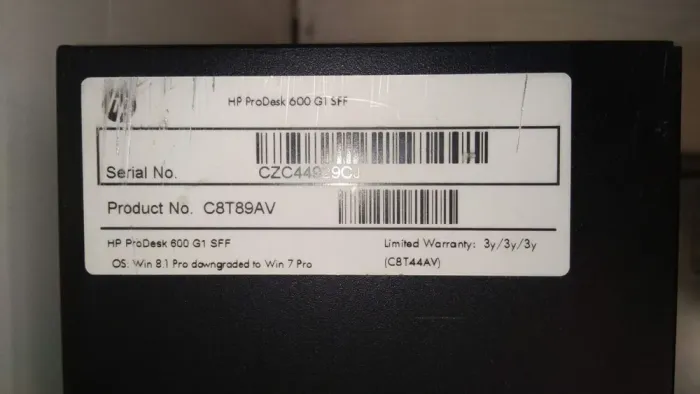 hp
HP ProDesk 600 G1 SFF
Serial No.
Product No. C8T89AV
HP ProDesk 600 G1 SFF
Limited Warranty: 3y/3y/3y
OS: Win 8.1 Pro downgraded to Win 7 Pro
(C8T44AV)